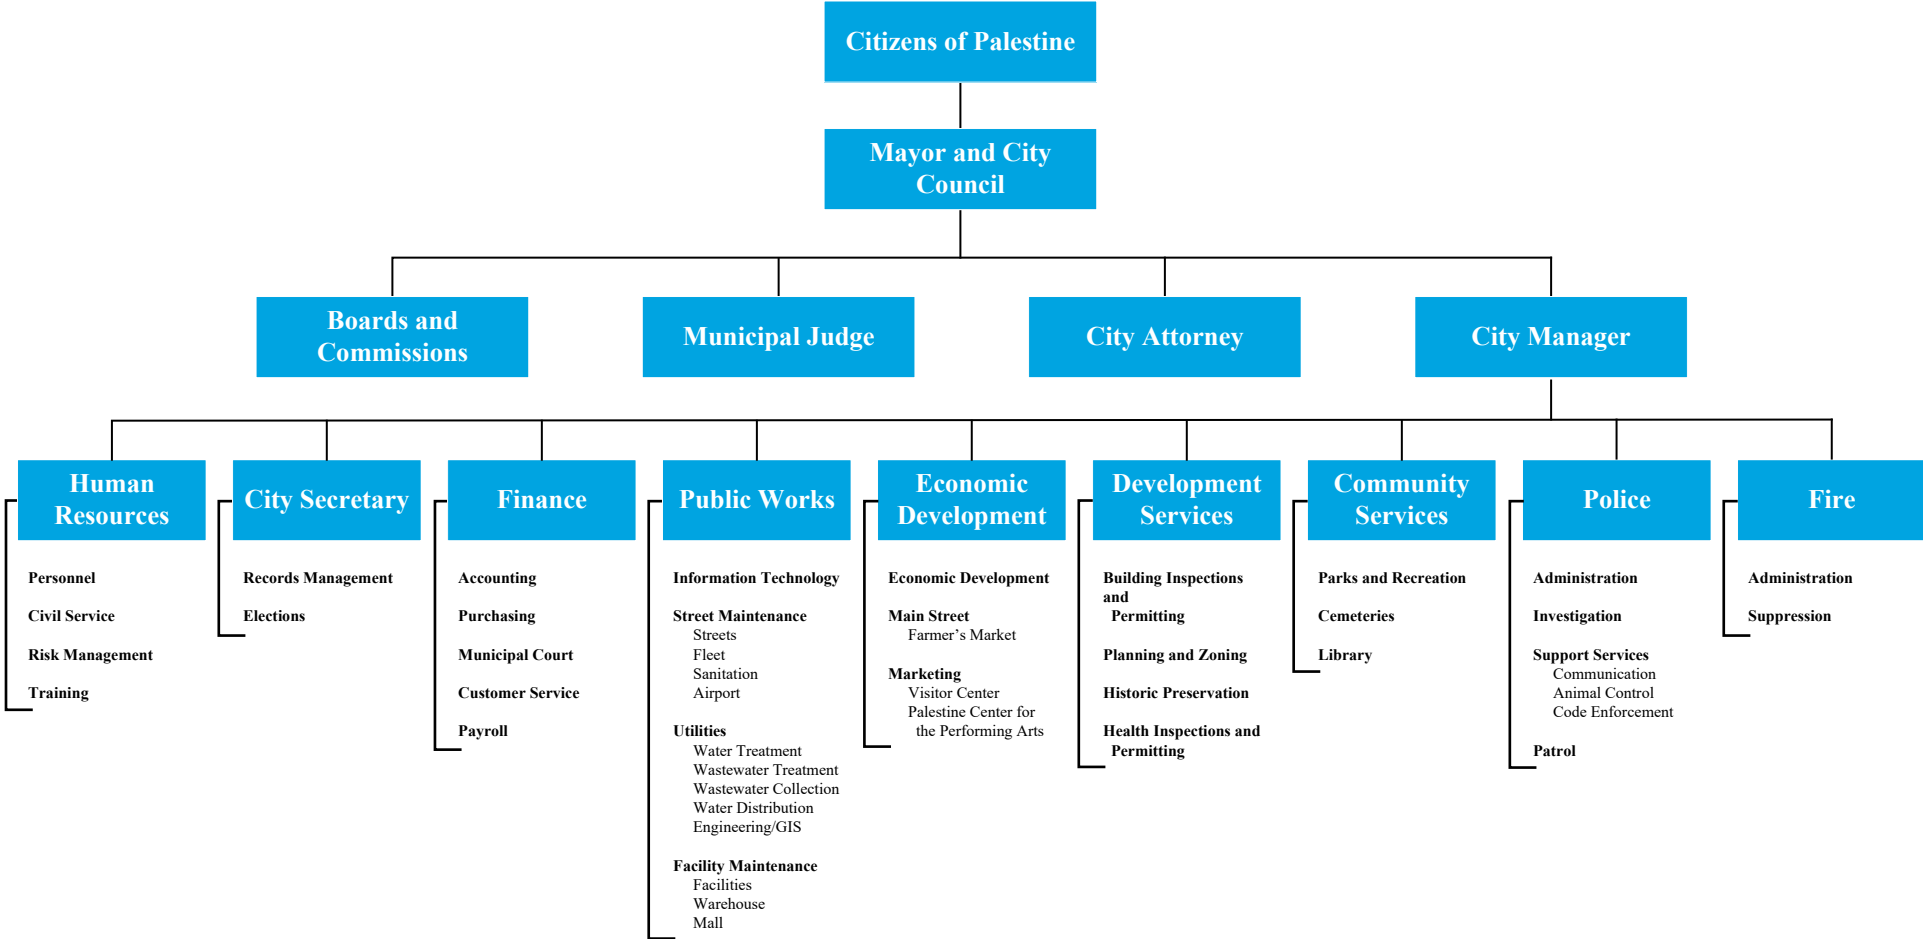 Citizens of Palestine
Mayor and City
Council
Boards and
Commissions
Municipal Judge
City Attorney
City Manager
Human
Resources
City Secretary
Finance
Public Works
Economic
Development
Development
Services
Community
Services
Police
Fire
Personnel
Civil Service
Risk Management
Training
Records Management
Elections
Accounting
Purchasing
Municipal Court
Customer Service
Payroll
Information Technology
Street Maintenance
Streets
Fleet
Sanitation
Airport
Utilities
Water Treatment
Wastewater Treatment
Wastewater Collection
Water Distribution
Engineering/GIS
Facility Maintenance
Facilities
Warehouse
Mall
Economic Development
Main Street
Farmer’s Market
Marketing
Visitor Center
Palestine Center for
the Performing Arts
Building Inspections
and
Permitting
Planning and Zoning
Historic Preservation
Health Inspections and
Permitting
Parks and Recreation
Cemeteries
Library
Administration
Investigation
Support Services
Communication
Animal Control
Code Enforcement
Patrol
Administration
Suppression